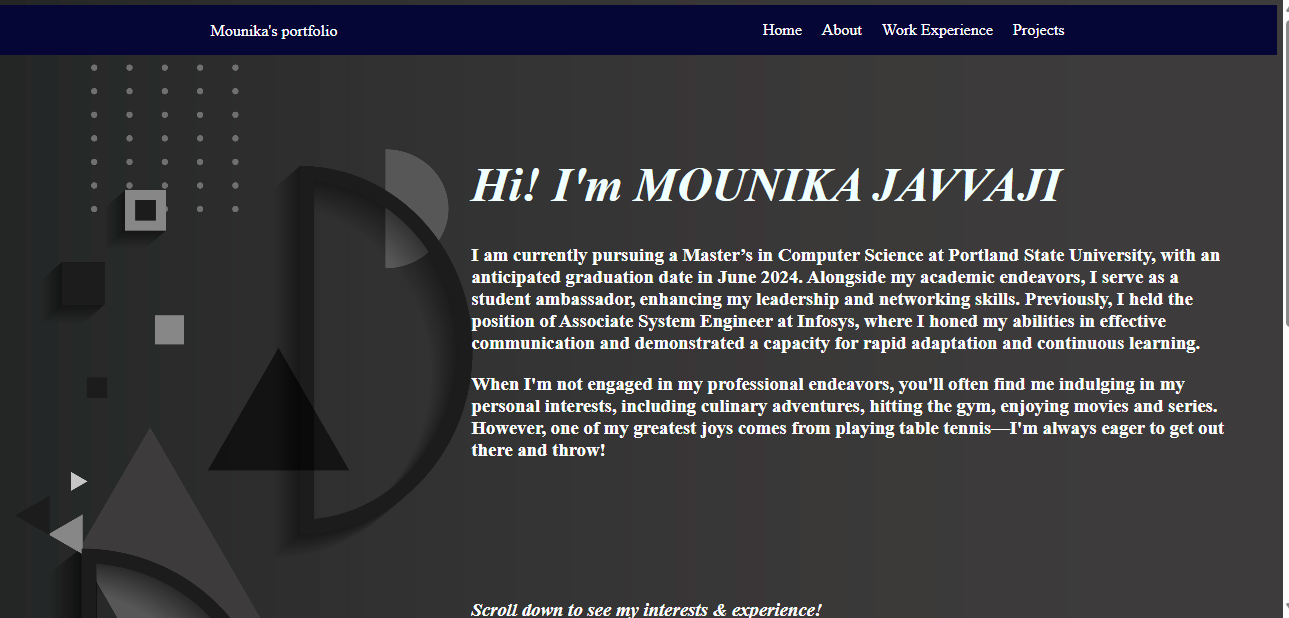 Mounika's portfolio
Home About Work Experience Projects
Hi! I'm MOUNIKA JAVVAJI
I am currently pursuing a Master’s in Computer Science at Portland State University, with an
anticipated graduation date in June 2024. Alongside my academic endeavors, I serve as a
student ambassador, enhancing my leadership and networking skills. Previously, I held the
position of Associate System Engineer at Infosys, where I honed my abilities in effective
communication and demonstrated a capacity for rapid adaptation and continuous learning.
When I'm not engaged in my professional endeavors, you'll often find me indulging in my
personal interests, including culinary adventures, hitting the gym, enjoying movies and series.
However, one of my greatest joys comes from playing table tennis—I'm always eager to get out
there and throw!
Scroll down to see my interests & experience!